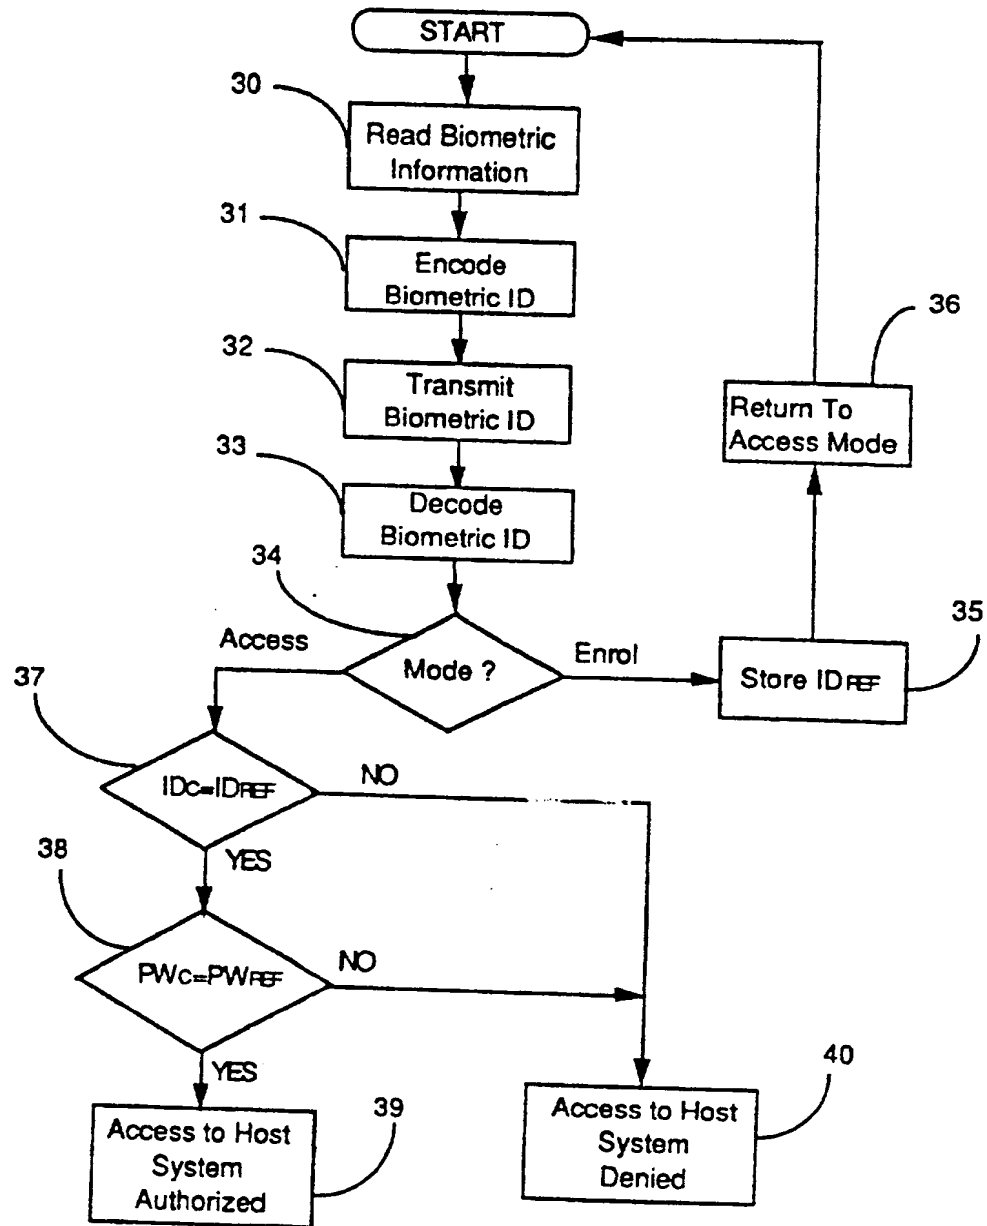 START
30
Read Biometric
Information
31
Encode
Biometric ID
32
Transmit
Biometric ID
33
Decode
Biometric ID
34
Mode ?
Access
Enrol
35
Store IDREF
36
Return To
Access Mode
37
IDC=IDREF
NO
YES
38
PWC=PWREF
NO
YES
39
Access to Host
System
Authorized
40
Access to Host
System
Denied